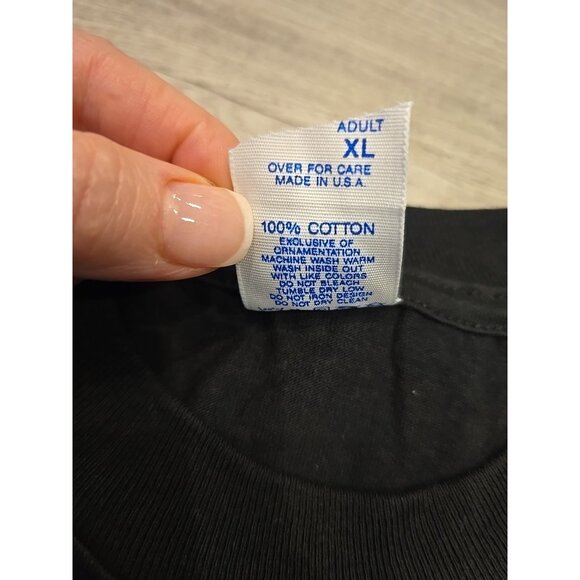 ADULT
XL
OVER FOR CARE
MADE IN U.S.A.
100% COTTON
EXCLUSIVE OF
ORNAMENTATION
MACHINE WASH WARM
WASH INSIDE OUT
WITH LIKE COLORS
DO NOT BLEACH
TUMBLE DRY LOW
DO NOT IRON DESIGN
DO NOT DRY CLEAN